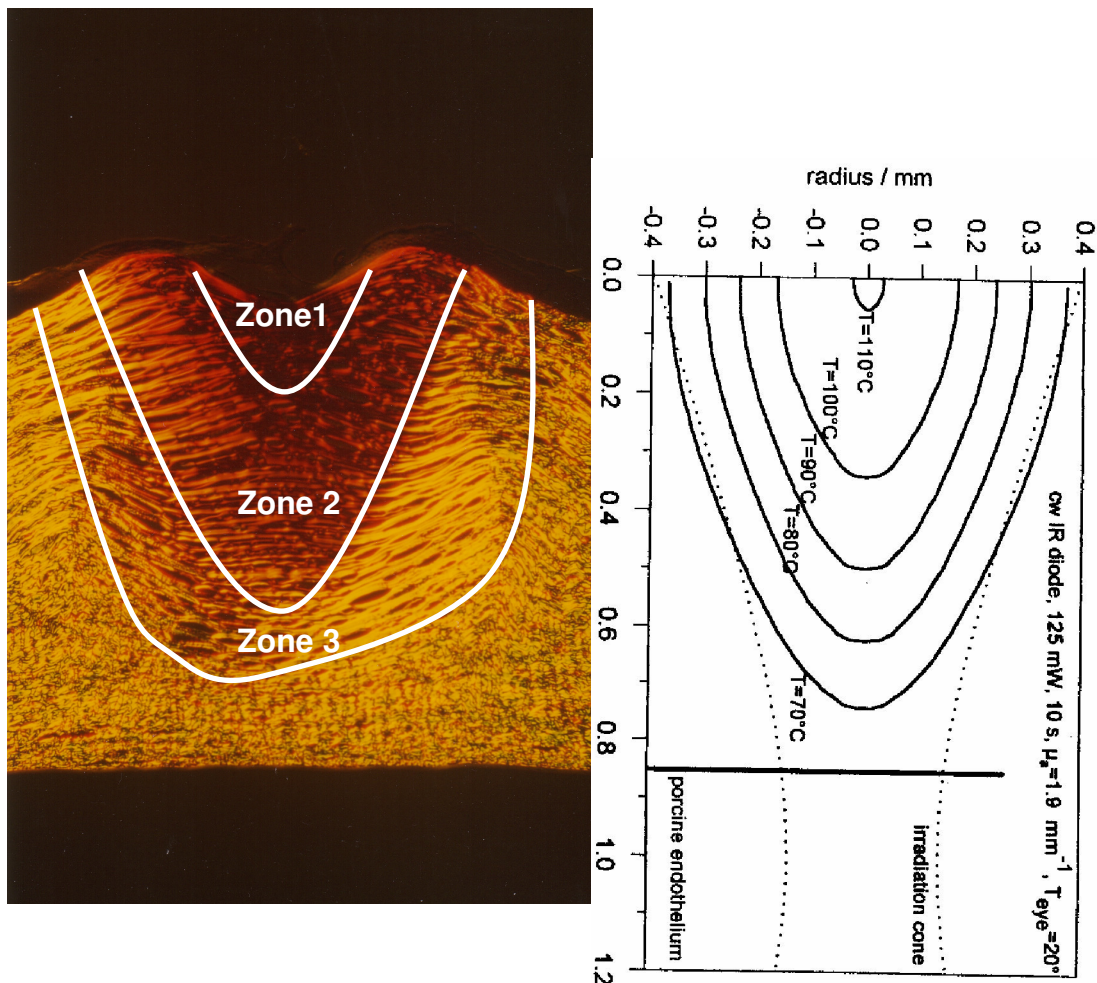 Zone1
Zone 2
Zone 3
radius / mm
-0.4
-0.3
-0.2
-0.1
0.0
0.1
0.2
0.3
0.4
0.0
0.2
0.4
0.6
0.8
1.0
1.2
T=110°C
T=100°C
T=90°C
T=80°C
T=70°C
cw IR diode, 125 mW, 10 s, μa=1.9 mm-1, Teye=20°
irradiation cone
porcine endothelium